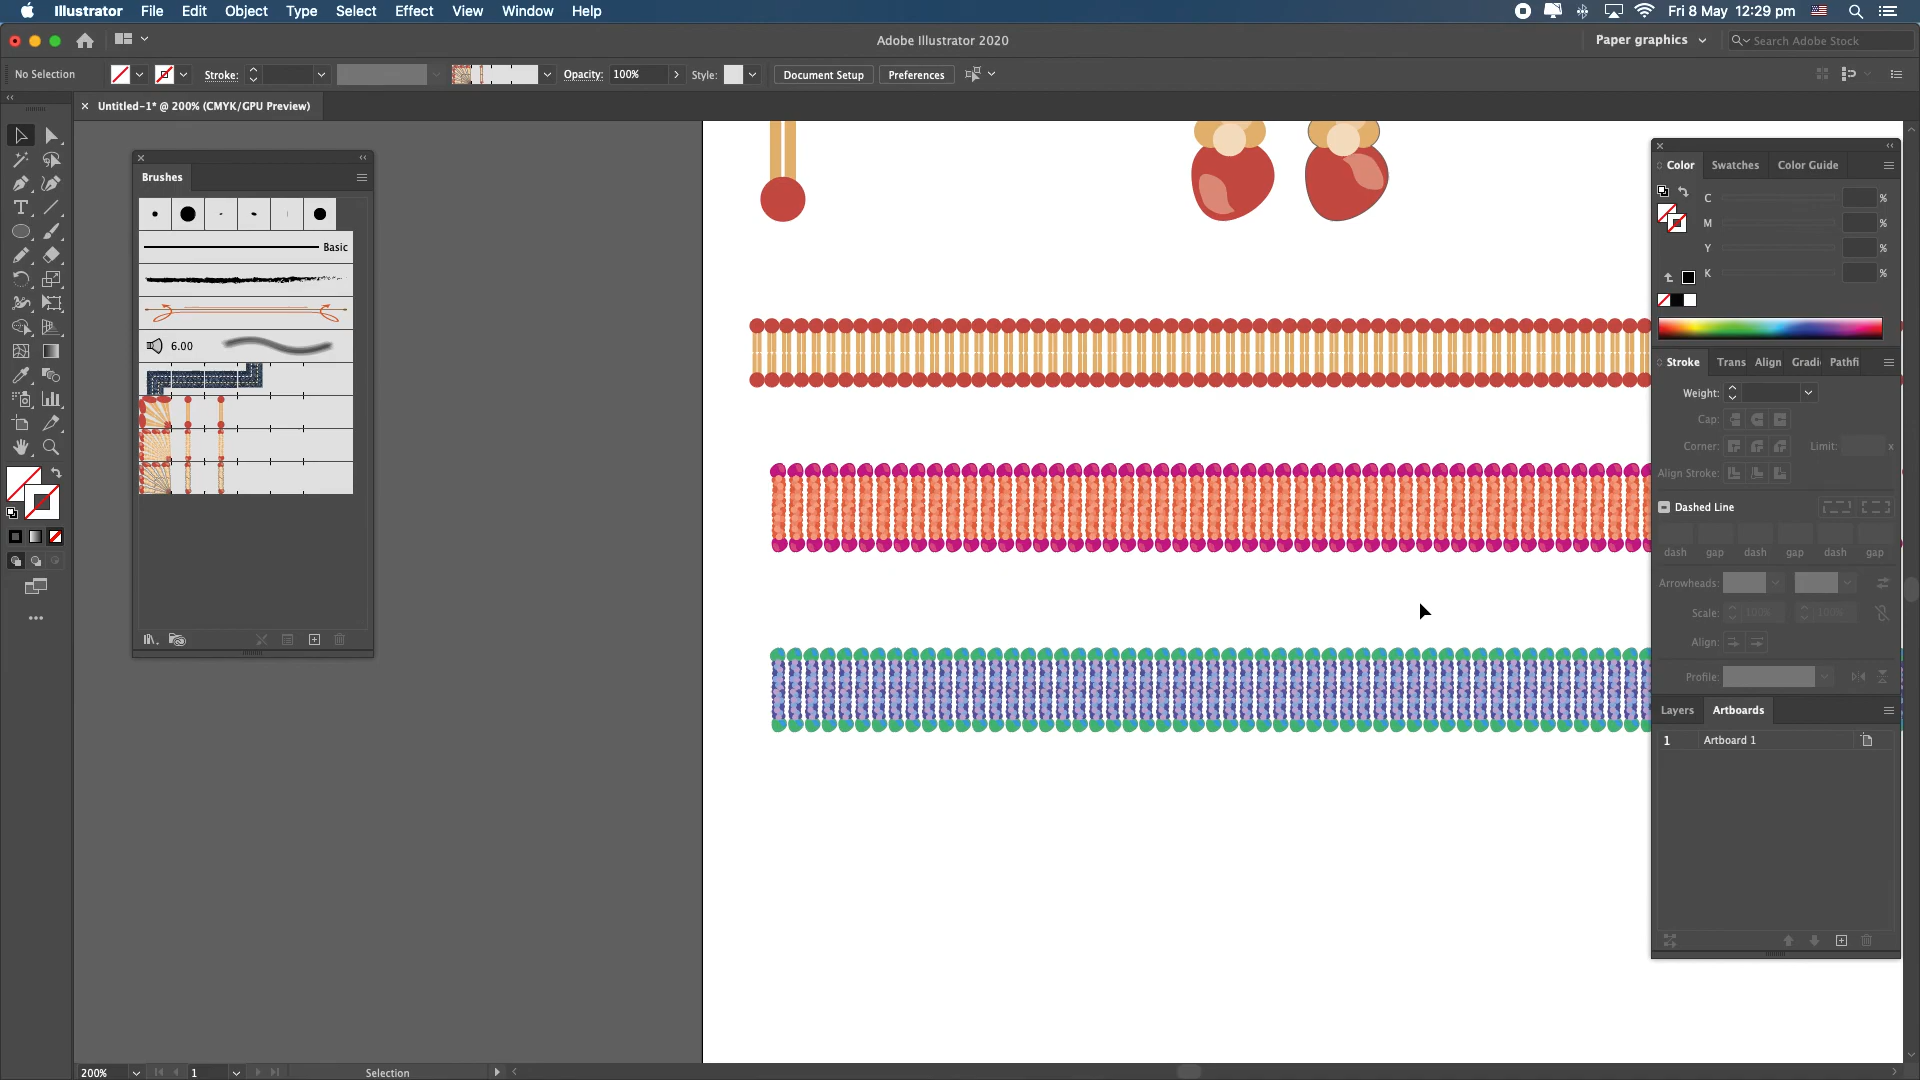 Illustrator File Edit Object Type Select Effect View Window Help Fri 8 May 12:29 pm
Adobe Illustrator 2020 Paper graphics Search Adobe Stock
No Selection Stroke: Opacity: 100% Style: Document Setup Preferences
× Untitled-1* @ 200% (CMYK/GPU Preview)
Brushes
Basic
6.00
Color Swatches Color Guide
C %
M %
Y %
K %
Stroke Trans Align Gradi Pathfi
Weight:
Cap:
Corner: Limit: x
Align Stroke:
Dashed Line
dash gap dash gap dash gap
Arrowheads:
Scale: 100% 100%
Align:
Profile:
Layers Artboards
1 Artboard 1
200% 1 Selection